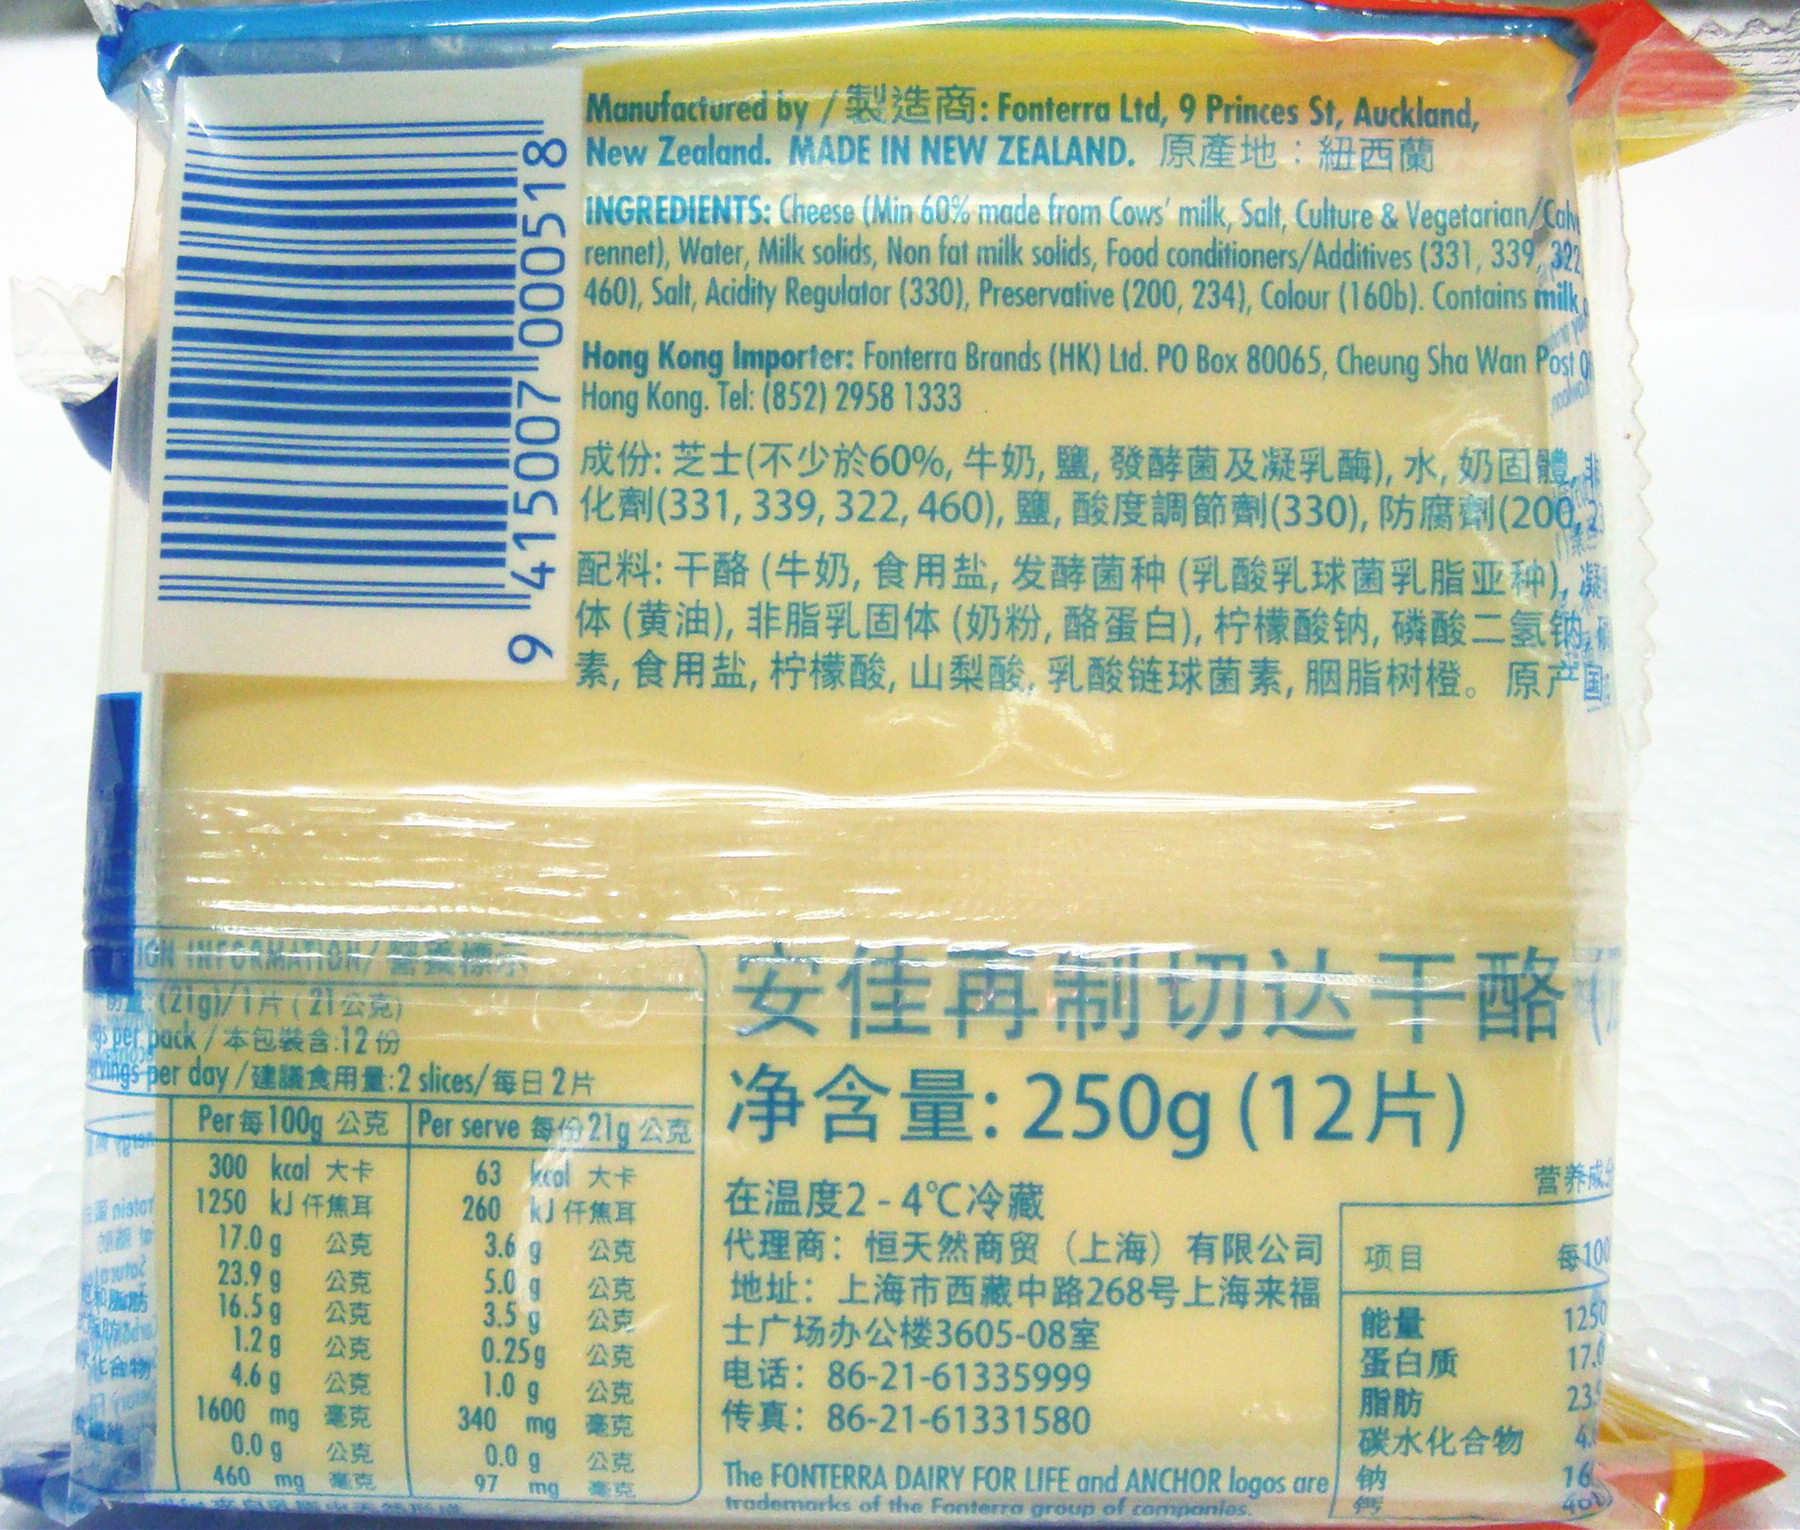 Manufactured by / 製造商: Fonterra Ltd, 9 Princes St, Auckland,
New Zealand. MADE IN NEW ZEALAND. 原產地：紐西蘭
INGREDIENTS: Cheese (Min 60% made from Cows' milk, Salt, Culture & Vegetarian/
rennet), Water, Milk solids, Non fat milk solids, Food conditioners/Additives (331, 339, 322,
460), Salt, Acidity Regulator (330), Preservative (200, 234), Colour (160b). Contains milk
Hong Kong Importer: Fonterra Brands (HK) Ltd. PO Box 80065, Cheung Sha Wan Post
Hong Kong. Tel: (852) 2958 1333
成份: 芝士(不少於60%, 牛奶, 鹽, 發酵菌及凝乳酶), 水, 奶固體,
化劑(331, 339, 322, 460), 鹽, 酸度調節劑(330), 防腐劑(200,
配料: 干酪 (牛奶, 食用盐, 发酵菌种 (乳酸乳球菌乳脂亚种),
体 (黄油), 非脂乳固体 (奶粉, 酪蛋白), 柠檬酸钠, 磷酸二氢钠,
素, 食用盐, 柠檬酸, 山梨酸, 乳酸链球菌素, 胭脂树橙。 原产国
9 415007 000518
INFORMATION/營養標示
(21g)/1片 (21公克)
per pack / 本包裝含:12份
per day / 建議食用量:2 slices/每日2片
Per 每 100g 公克 Per serve 每份 21g 公克
300 kcal 大卡 63 kcal 大卡
1250 kJ 仟焦耳 260 kJ 仟焦耳
17.0 g 公克 3.6 g 公克
23.9 g 公克 5.0 g 公克
16.5 g 公克 3.5 g 公克
1.2 g 公克 0.25g 公克
4.6 g 公克 1.0 g 公克
1600 mg 毫克 340 mg 毫克
0.0 g 公克 0.0 g 公克
460 mg 毫克 97 mg 毫克
安佳再制切达干酪
净含量: 250g (12片)
在温度2 - 4℃冷藏
代理商：恒天然商贸（上海）有限公司
地址：上海市西藏中路268号上海来福
士广场办公楼3605-08室
电话：86-21-61335999
传真：86-21-61331580
The FONTERRA DAIRY FOR LIFE and ANCHOR logos are
trademarks of the Fonterra group of companies.
营养成
项目 每100
能量 1250
蛋白质 17.
脂肪 23.
碳水化合物 4.
钠
钙